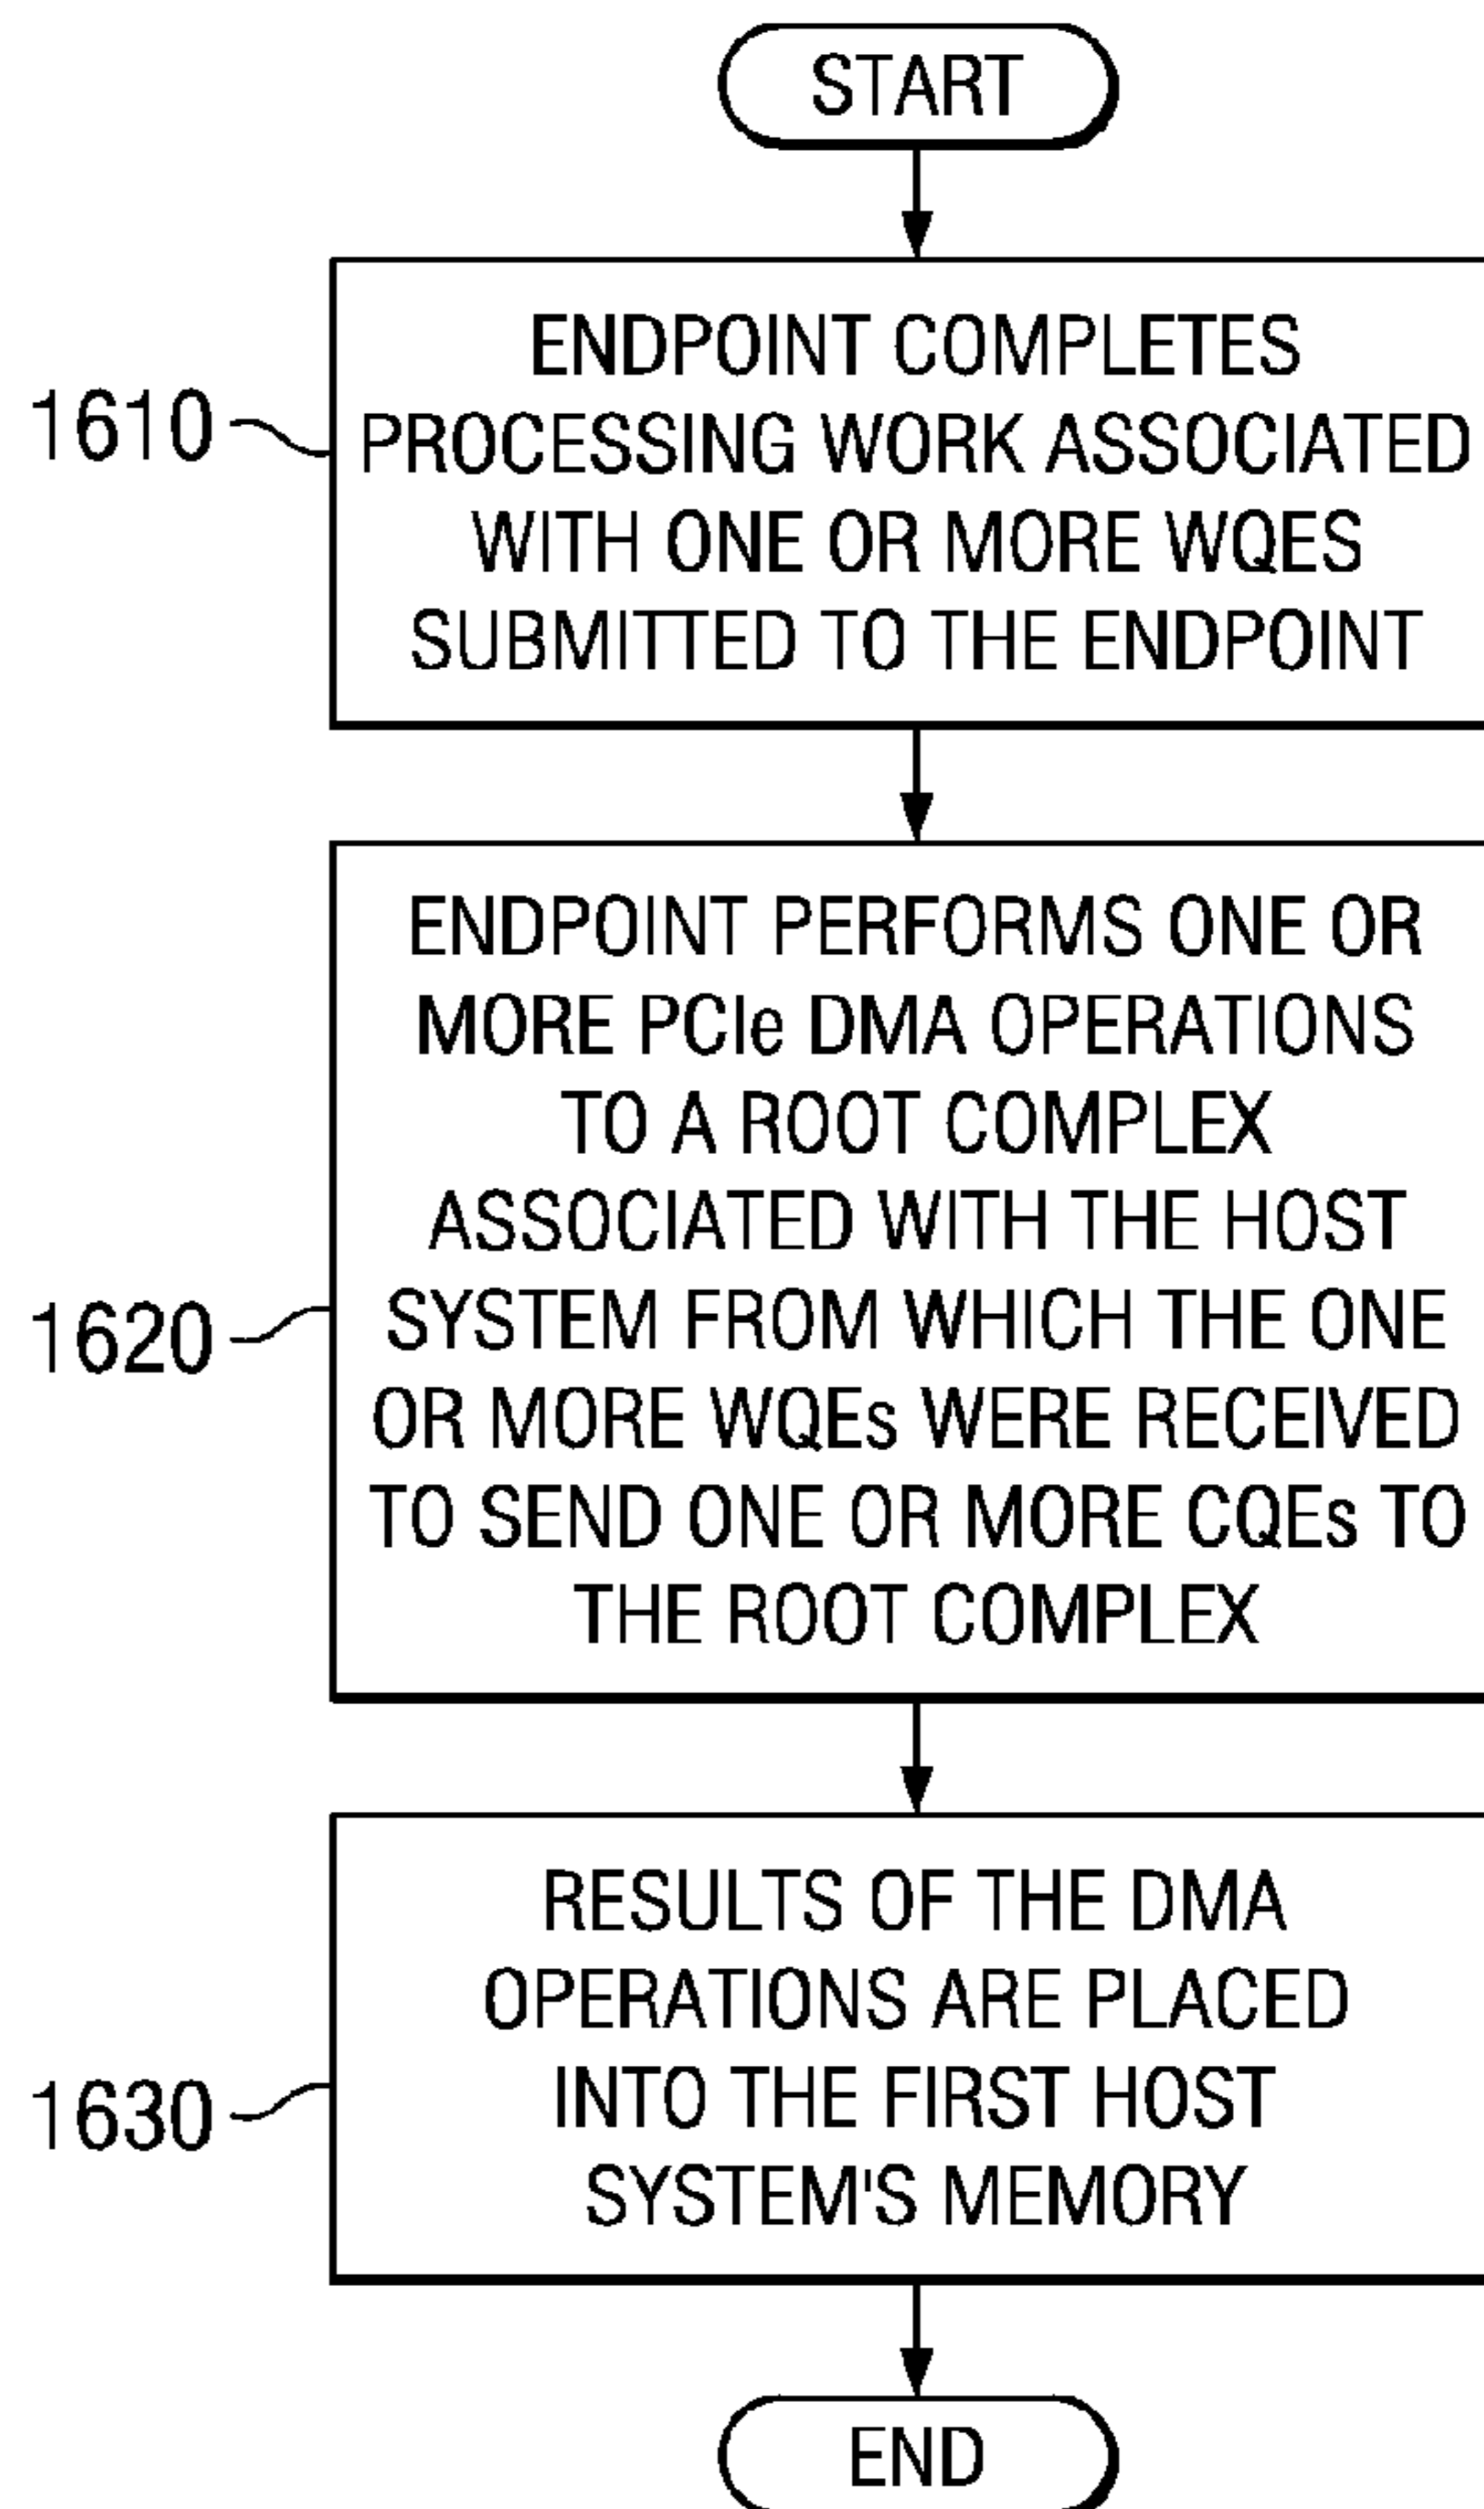 START
ENDPOINT COMPLETES
PROCESSING WORK ASSOCIATED
WITH ONE OR MORE WQES
SUBMITTED TO THE ENDPOINT
1610
ENDPOINT PERFORMS ONE OR
MORE PCIe DMA OPERATIONS
TO A ROOT COMPLEX
ASSOCIATED WITH THE HOST
SYSTEM FROM WHICH THE ONE
OR MORE WQEs WERE RECEIVED
TO SEND ONE OR MORE CQEs TO
THE ROOT COMPLEX
1620
RESULTS OF THE DMA
OPERATIONS ARE PLACED
INTO THE FIRST HOST
SYSTEM'S MEMORY
1630
END